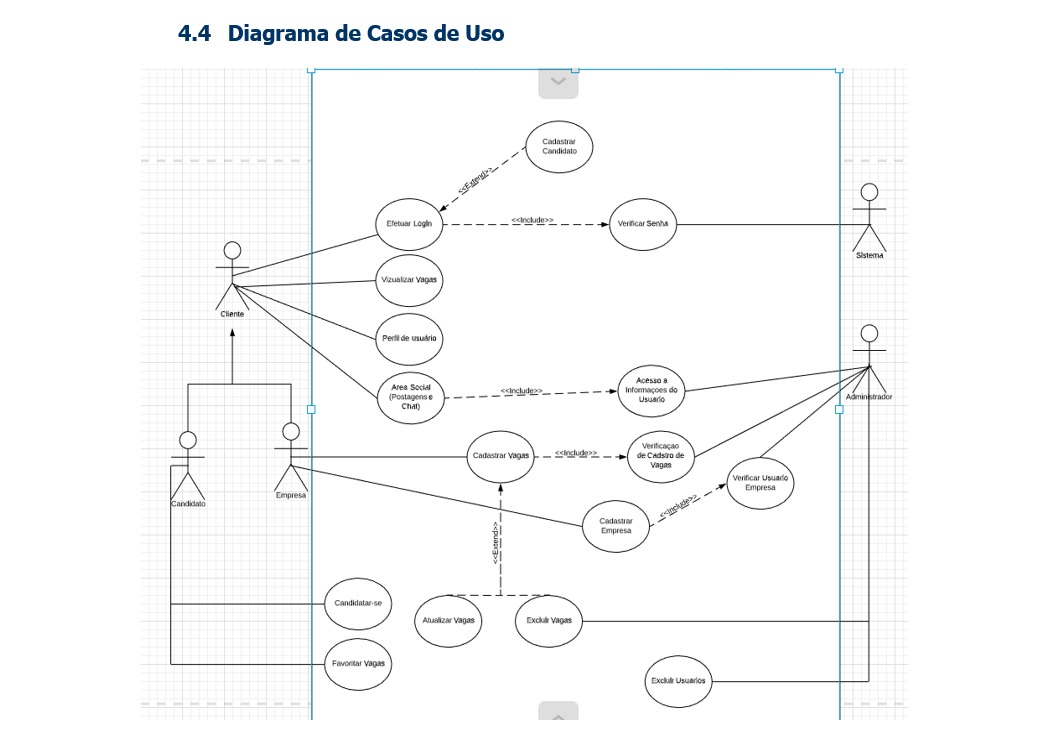 4.4 Diagrama de Casos de Uso
Cadastrar
Candidato
<<Extend>>
Efetuar Login
<<Include>>
Verificar Senha
Sistema
Vizualizar Vagas
Cliente
Perfil de usuário
Area Social
(Postagens e
Chat)
<<Include>>
Acesso a
Informaçoes do
Usuario
Administrador
Cadastrar Vagas
<<Include>>
Verificaçao
de Cadstro de
Vagas
Verificar Usuario
Empresa
Candidato
Empresa
<<Include>>
Cadastrar
Empresa
<<Extend>>
Candidatar-se
Atualizar Vagas
Excluir Vagas
Favoritar Vagas
Excluir Usuarios